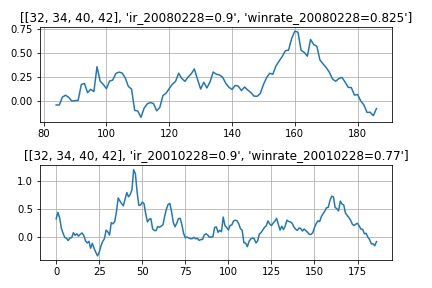 [[32, 34, 40, 42], 'ir_20080228=0.9', 'winrate_20080228=0.825']
0.75
0.50
0.25
0.00
80 100 120 140 160 180
[[32, 34, 40, 42], 'ir_20010228=0.9', 'winrate_20010228=0.77']
1.0
0.5
0.0
0 25 50 75 100 125 150 175